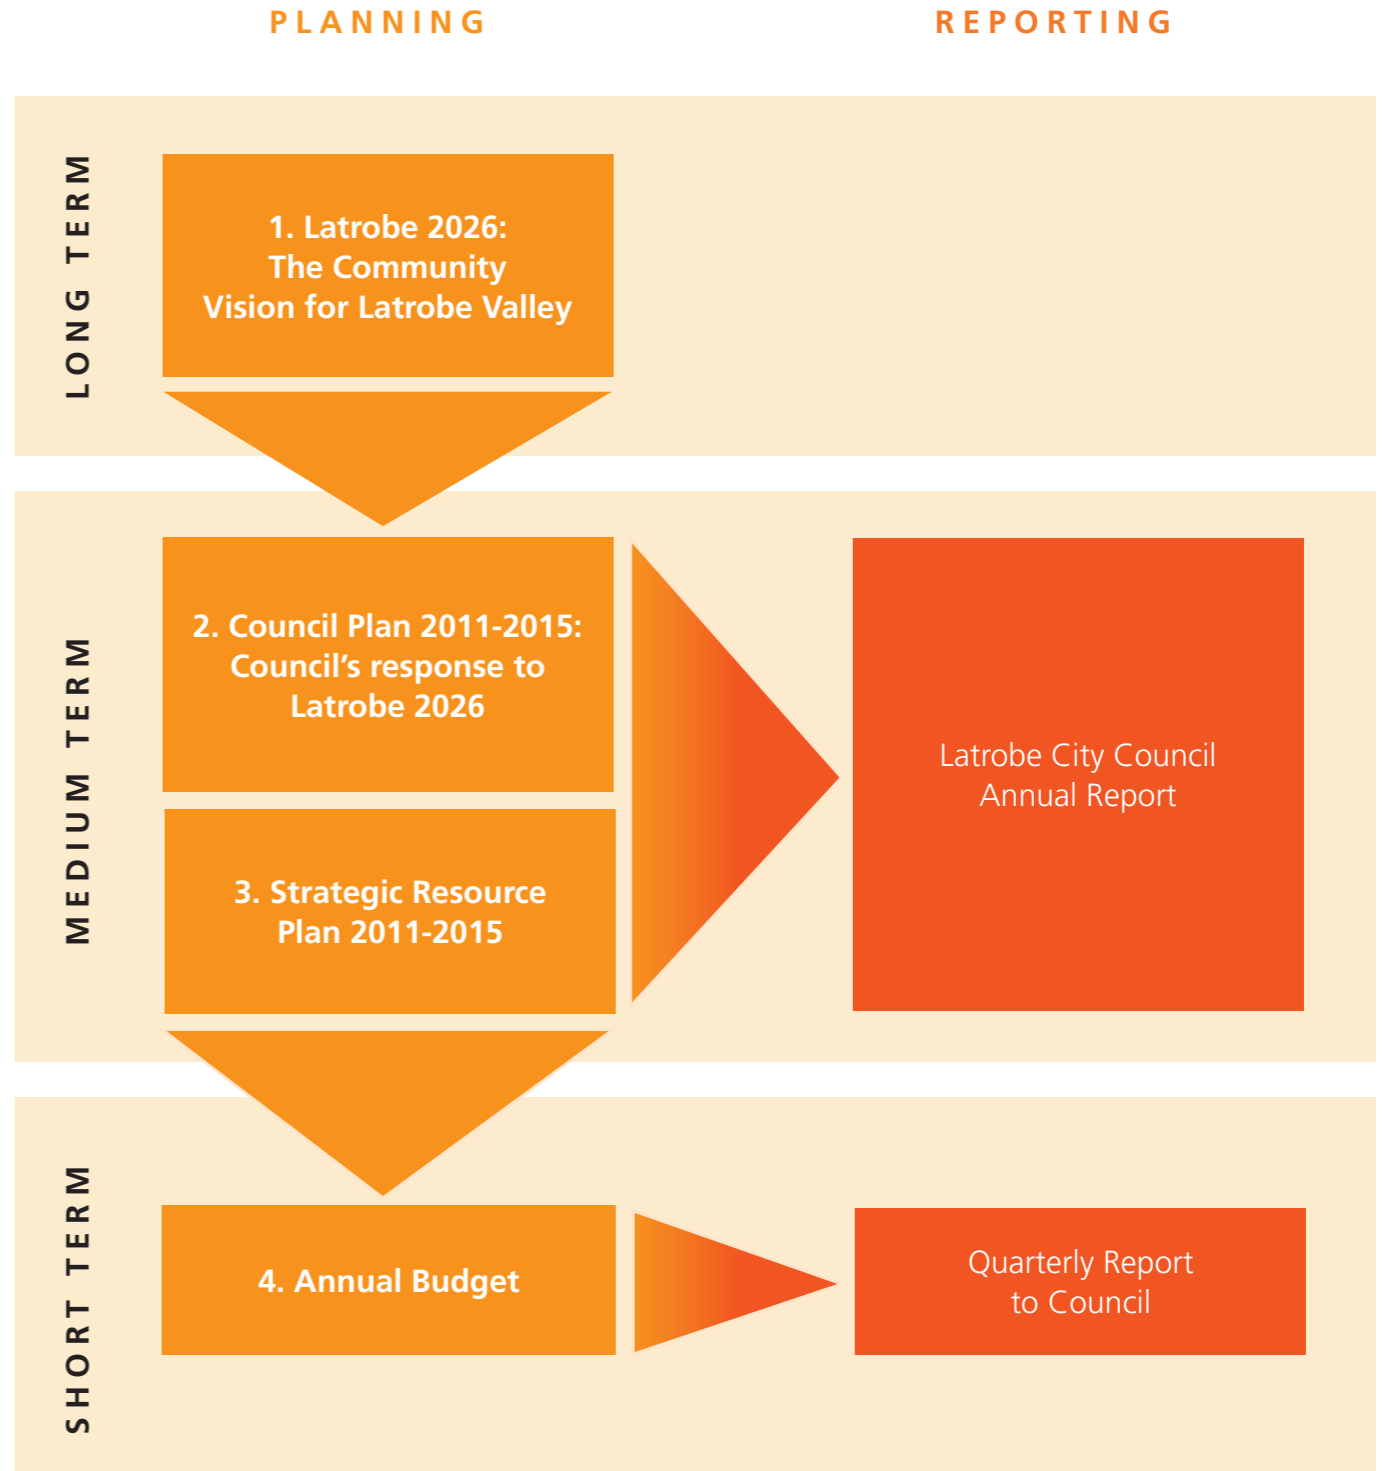 PLANNING
REPORTING
LONG TERM
1. Latrobe 2026:
The Community
Vision for Latrobe Valley
MEDIUM TERM
2. Council Plan 2011-2015:
Council’s response to
Latrobe 2026
3. Strategic Resource
Plan 2011-2015
Latrobe City Council
Annual Report
SHORT TERM
4. Annual Budget
Quarterly Report
to Council